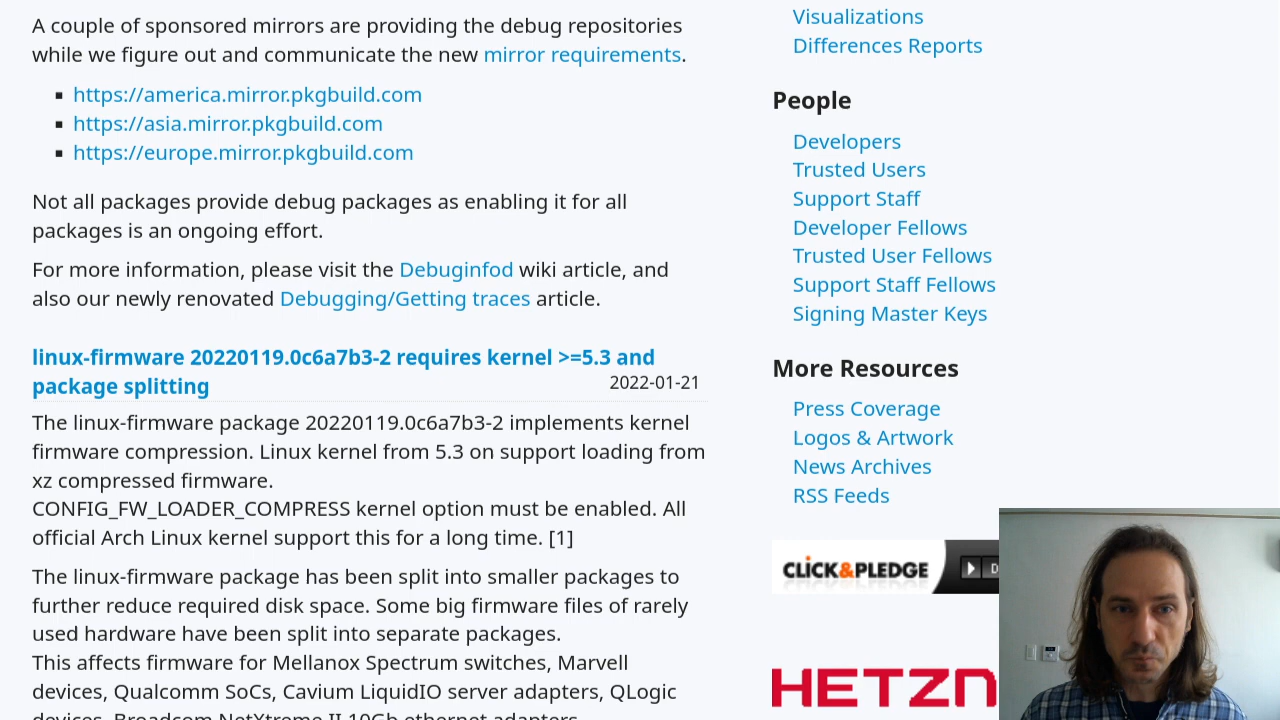 A couple of sponsored mirrors are providing the debug repositories
while we figure out and communicate the new mirror requirements.
https://america.mirror.pkgbuild.com
https://asia.mirror.pkgbuild.com
https://europe.mirror.pkgbuild.com
Not all packages provide debug packages as enabling it for all
packages is an ongoing effort.
For more information, please visit the Debuginfod wiki article, and
also our newly renovated Debugging/Getting traces article.
linux-firmware 20220119.0c6a7b3-2 requires kernel >=5.3 and
package splitting
2022-01-21
The linux-firmware package 20220119.0c6a7b3-2 implements kernel
firmware compression. Linux kernel from 5.3 on support loading from
xz compressed firmware.
CONFIG_FW_LOADER_COMPRESS kernel option must be enabled. All
official Arch Linux kernel support this for a long time. [1]
The linux-firmware package has been split into smaller packages to
further reduce required disk space. Some big firmware files of rarely
used hardware have been split into separate packages.
This affects firmware for Mellanox Spectrum switches, Marvell
devices, Qualcomm SoCs, Cavium LiquidIO server adapters, QLogic
devices, Broadcom NetXtreme II 10Gb ethernet adapters.
Visualizations
Differences Reports
People
Developers
Trusted Users
Support Staff
Developer Fellows
Trusted User Fellows
Support Staff Fellows
Signing Master Keys
More Resources
Press Coverage
Logos & Artwork
News Archives
RSS Feeds
CLICK&PLEDGE D
HETZN